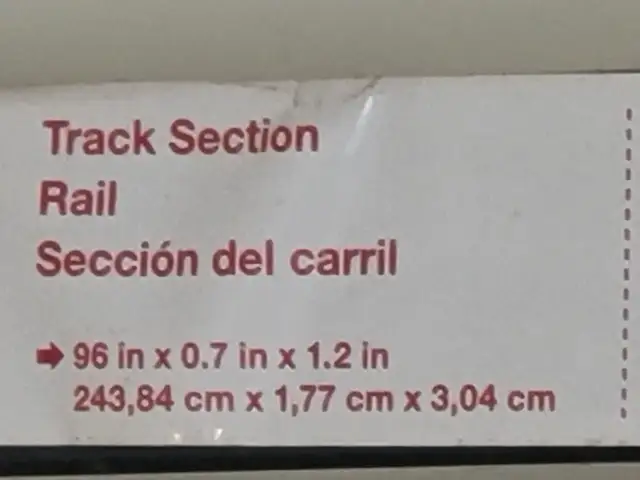 Track Section
Rail
Sección del carril
➡ 96 in x 0.7 in x 1.2 in
243,84 cm x 1,77 cm x 3,04 cm